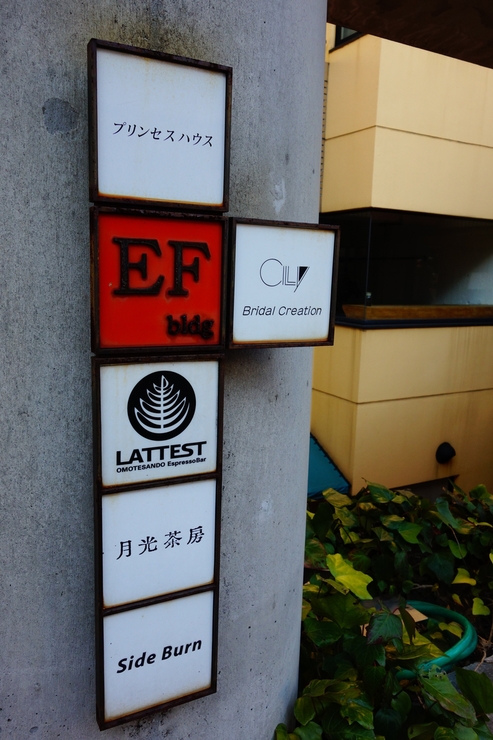 プリンセスハウス
EF
bldg
Bridal Creation
LATTEST
OMOTESANDO EspressoBar
月光茶房
Side Burn